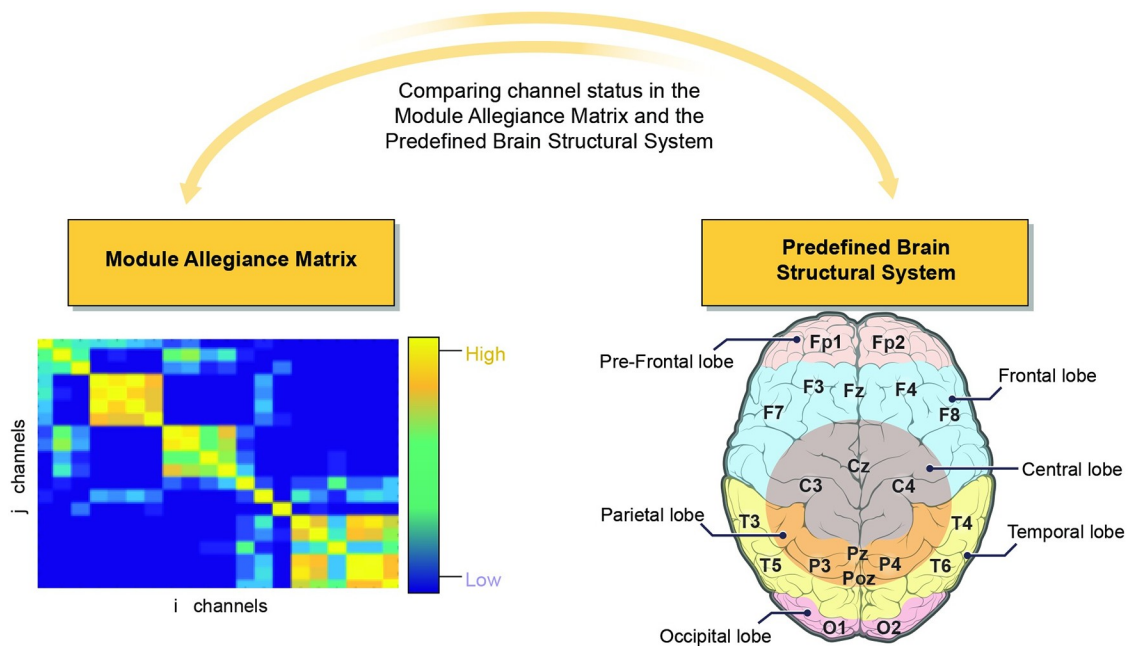 Comparing channel status in the
Module Allegiance Matrix and the
Predefined Brain Structural System
Module Allegiance Matrix
Predefined Brain
Structural System
High
Low
j channels
i channels
Pre-Frontal lobe
Frontal lobe
Central lobe
Parietal lobe
Temporal lobe
Occipital lobe
Fp1 Fp2
F3 Fz F4
F7 F8
Cz
C3 C4
T3 T4
Pz
T5 P3 P4 T6
Poz
O1 O2